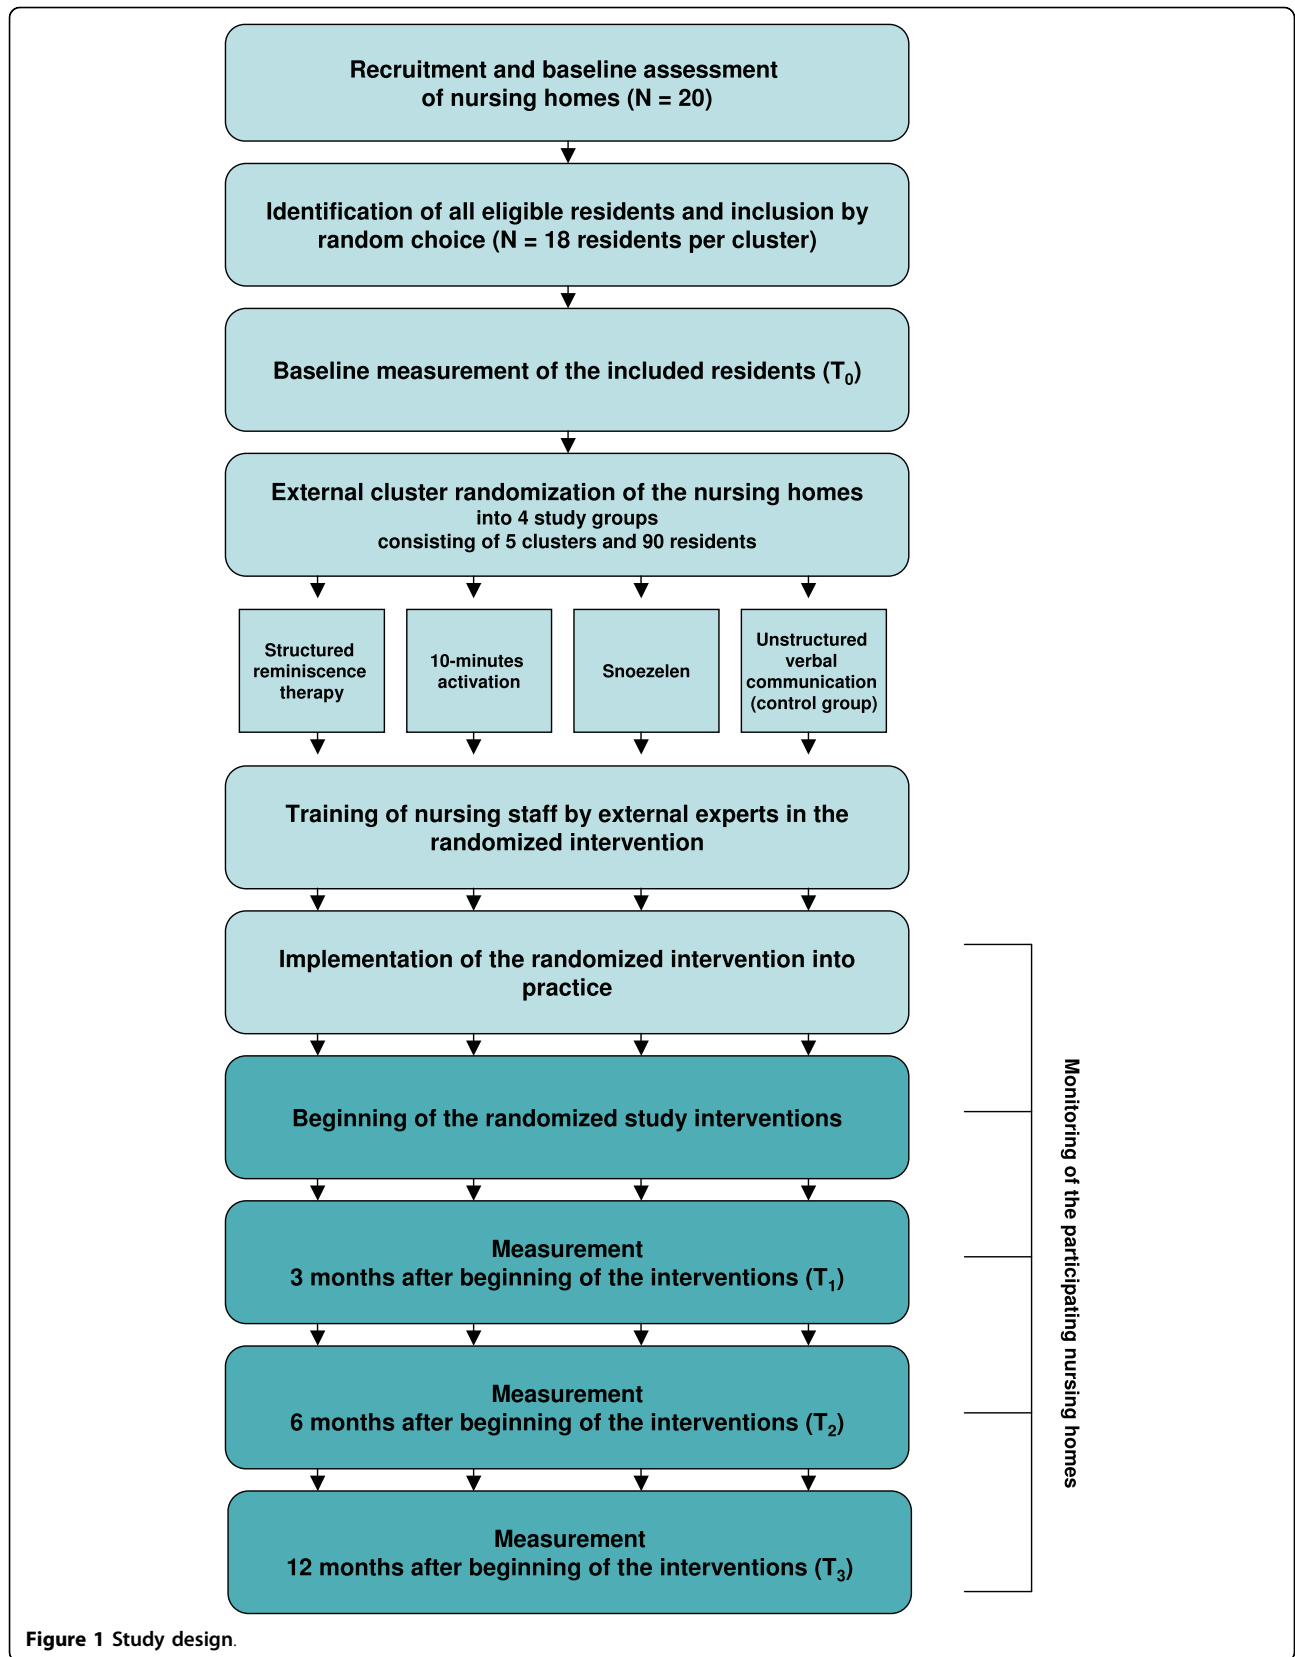 Recruitment and baseline assessment
of nursing homes (N = 20)
Identification of all eligible residents and inclusion by
random choice (N = 18 residents per cluster)
Baseline measurement of the included residents (T0)
External cluster randomization of the nursing homes
into 4 study groups
consisting of 5 clusters and 90 residents
Structured
reminiscence
therapy
10-minutes
activation
Snoezelen
Unstructured
verbal
communication
(control group)
Training of nursing staff by external experts in the
randomized intervention
Implementation of the randomized intervention into
practice
Beginning of the randomized study interventions
Measurement
3 months after beginning of the interventions (T1)
Measurement
6 months after beginning of the interventions (T2)
Measurement
12 months after beginning of the interventions (T3)
Monitoring of the participating nursing homes
Figure 1 Study design.